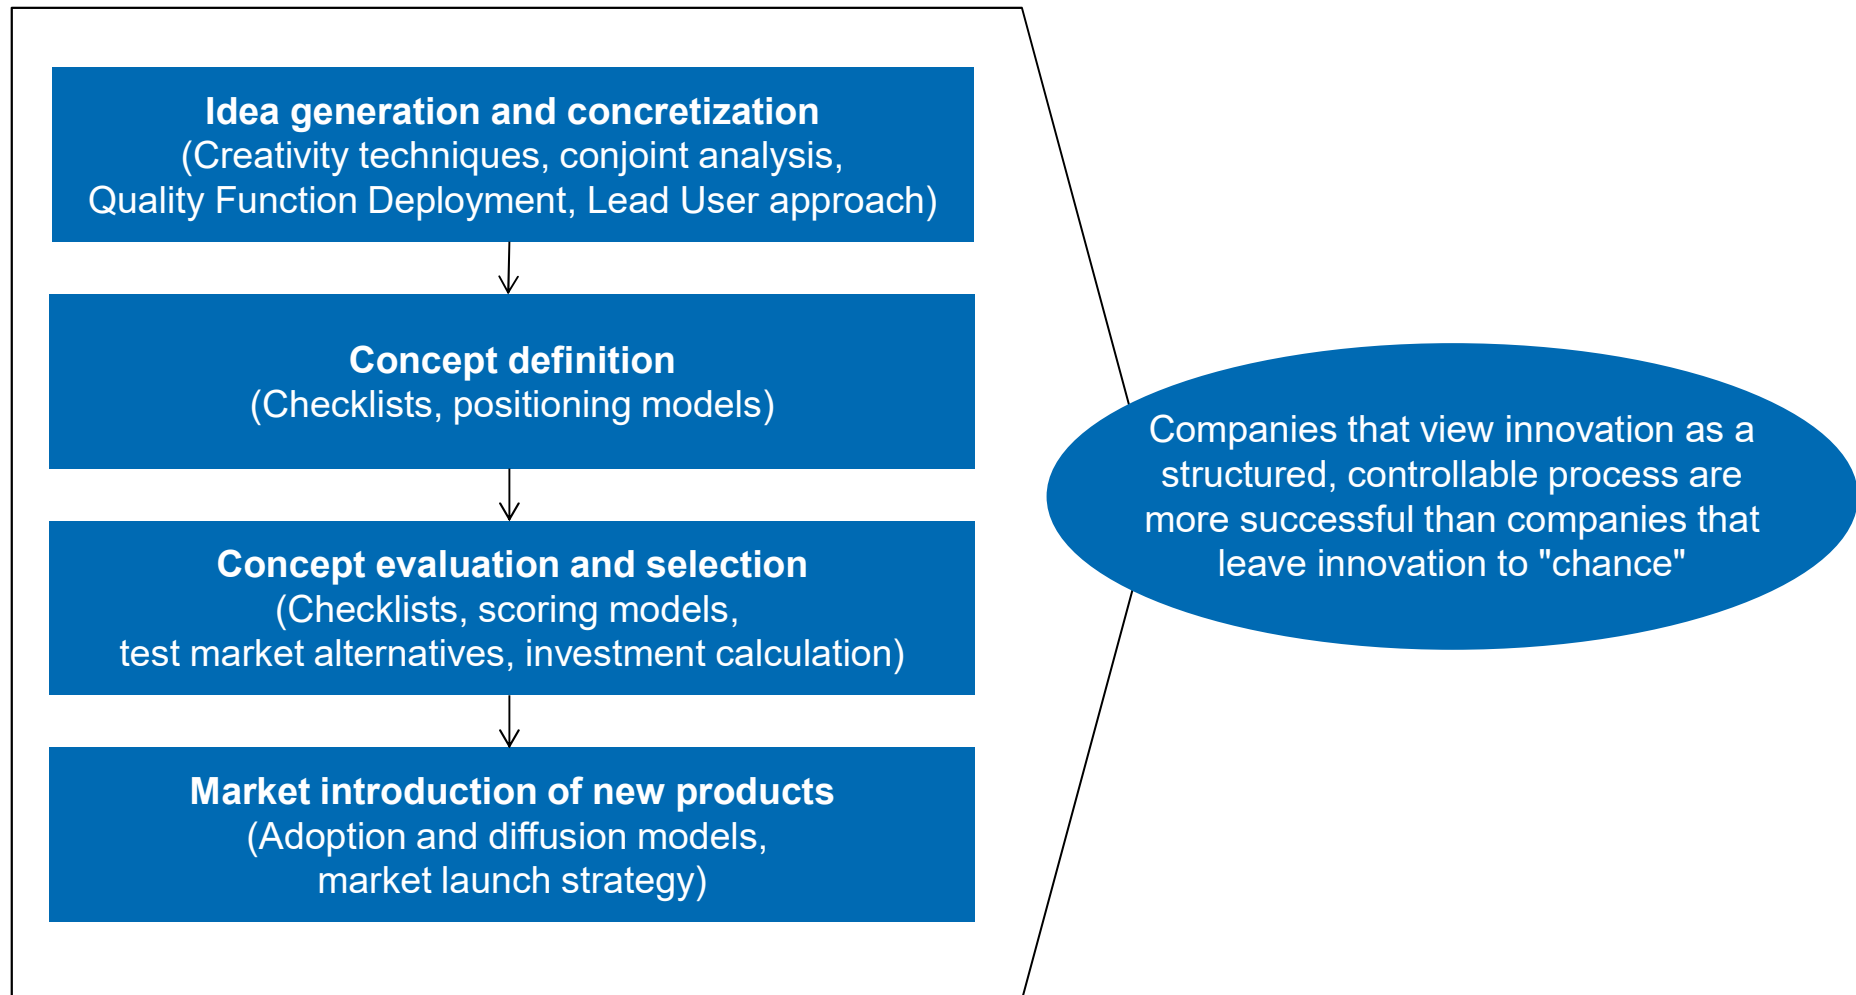 Idea generation and concretization
(Creativity techniques, conjoint analysis,
Quality Function Deployment, Lead User approach)
Concept definition
(Checklists, positioning models)
Concept evaluation and selection
(Checklists, scoring models,
test market alternatives, investment calculation)
Market introduction of new products
(Adoption and diffusion models,
market launch strategy)
Companies that view innovation as a
structured, controllable process are
more successful than companies that
leave innovation to "chance"